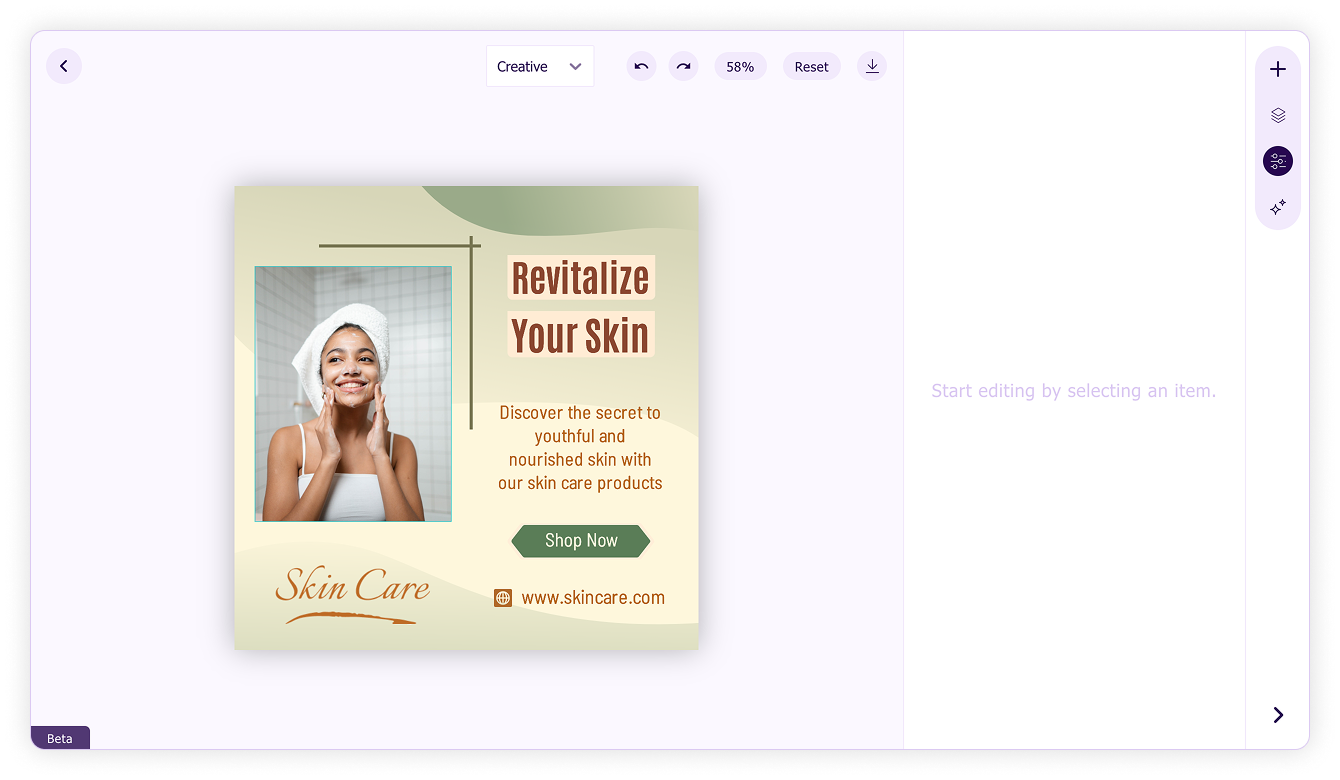 Creative
58%
Reset
Revitalize
Your Skin
Discover the secret to
youthful and
nourished skin with
our skin care products
Shop Now
Skin Care
www.skincare.com
Start editing by selecting an item.
Beta